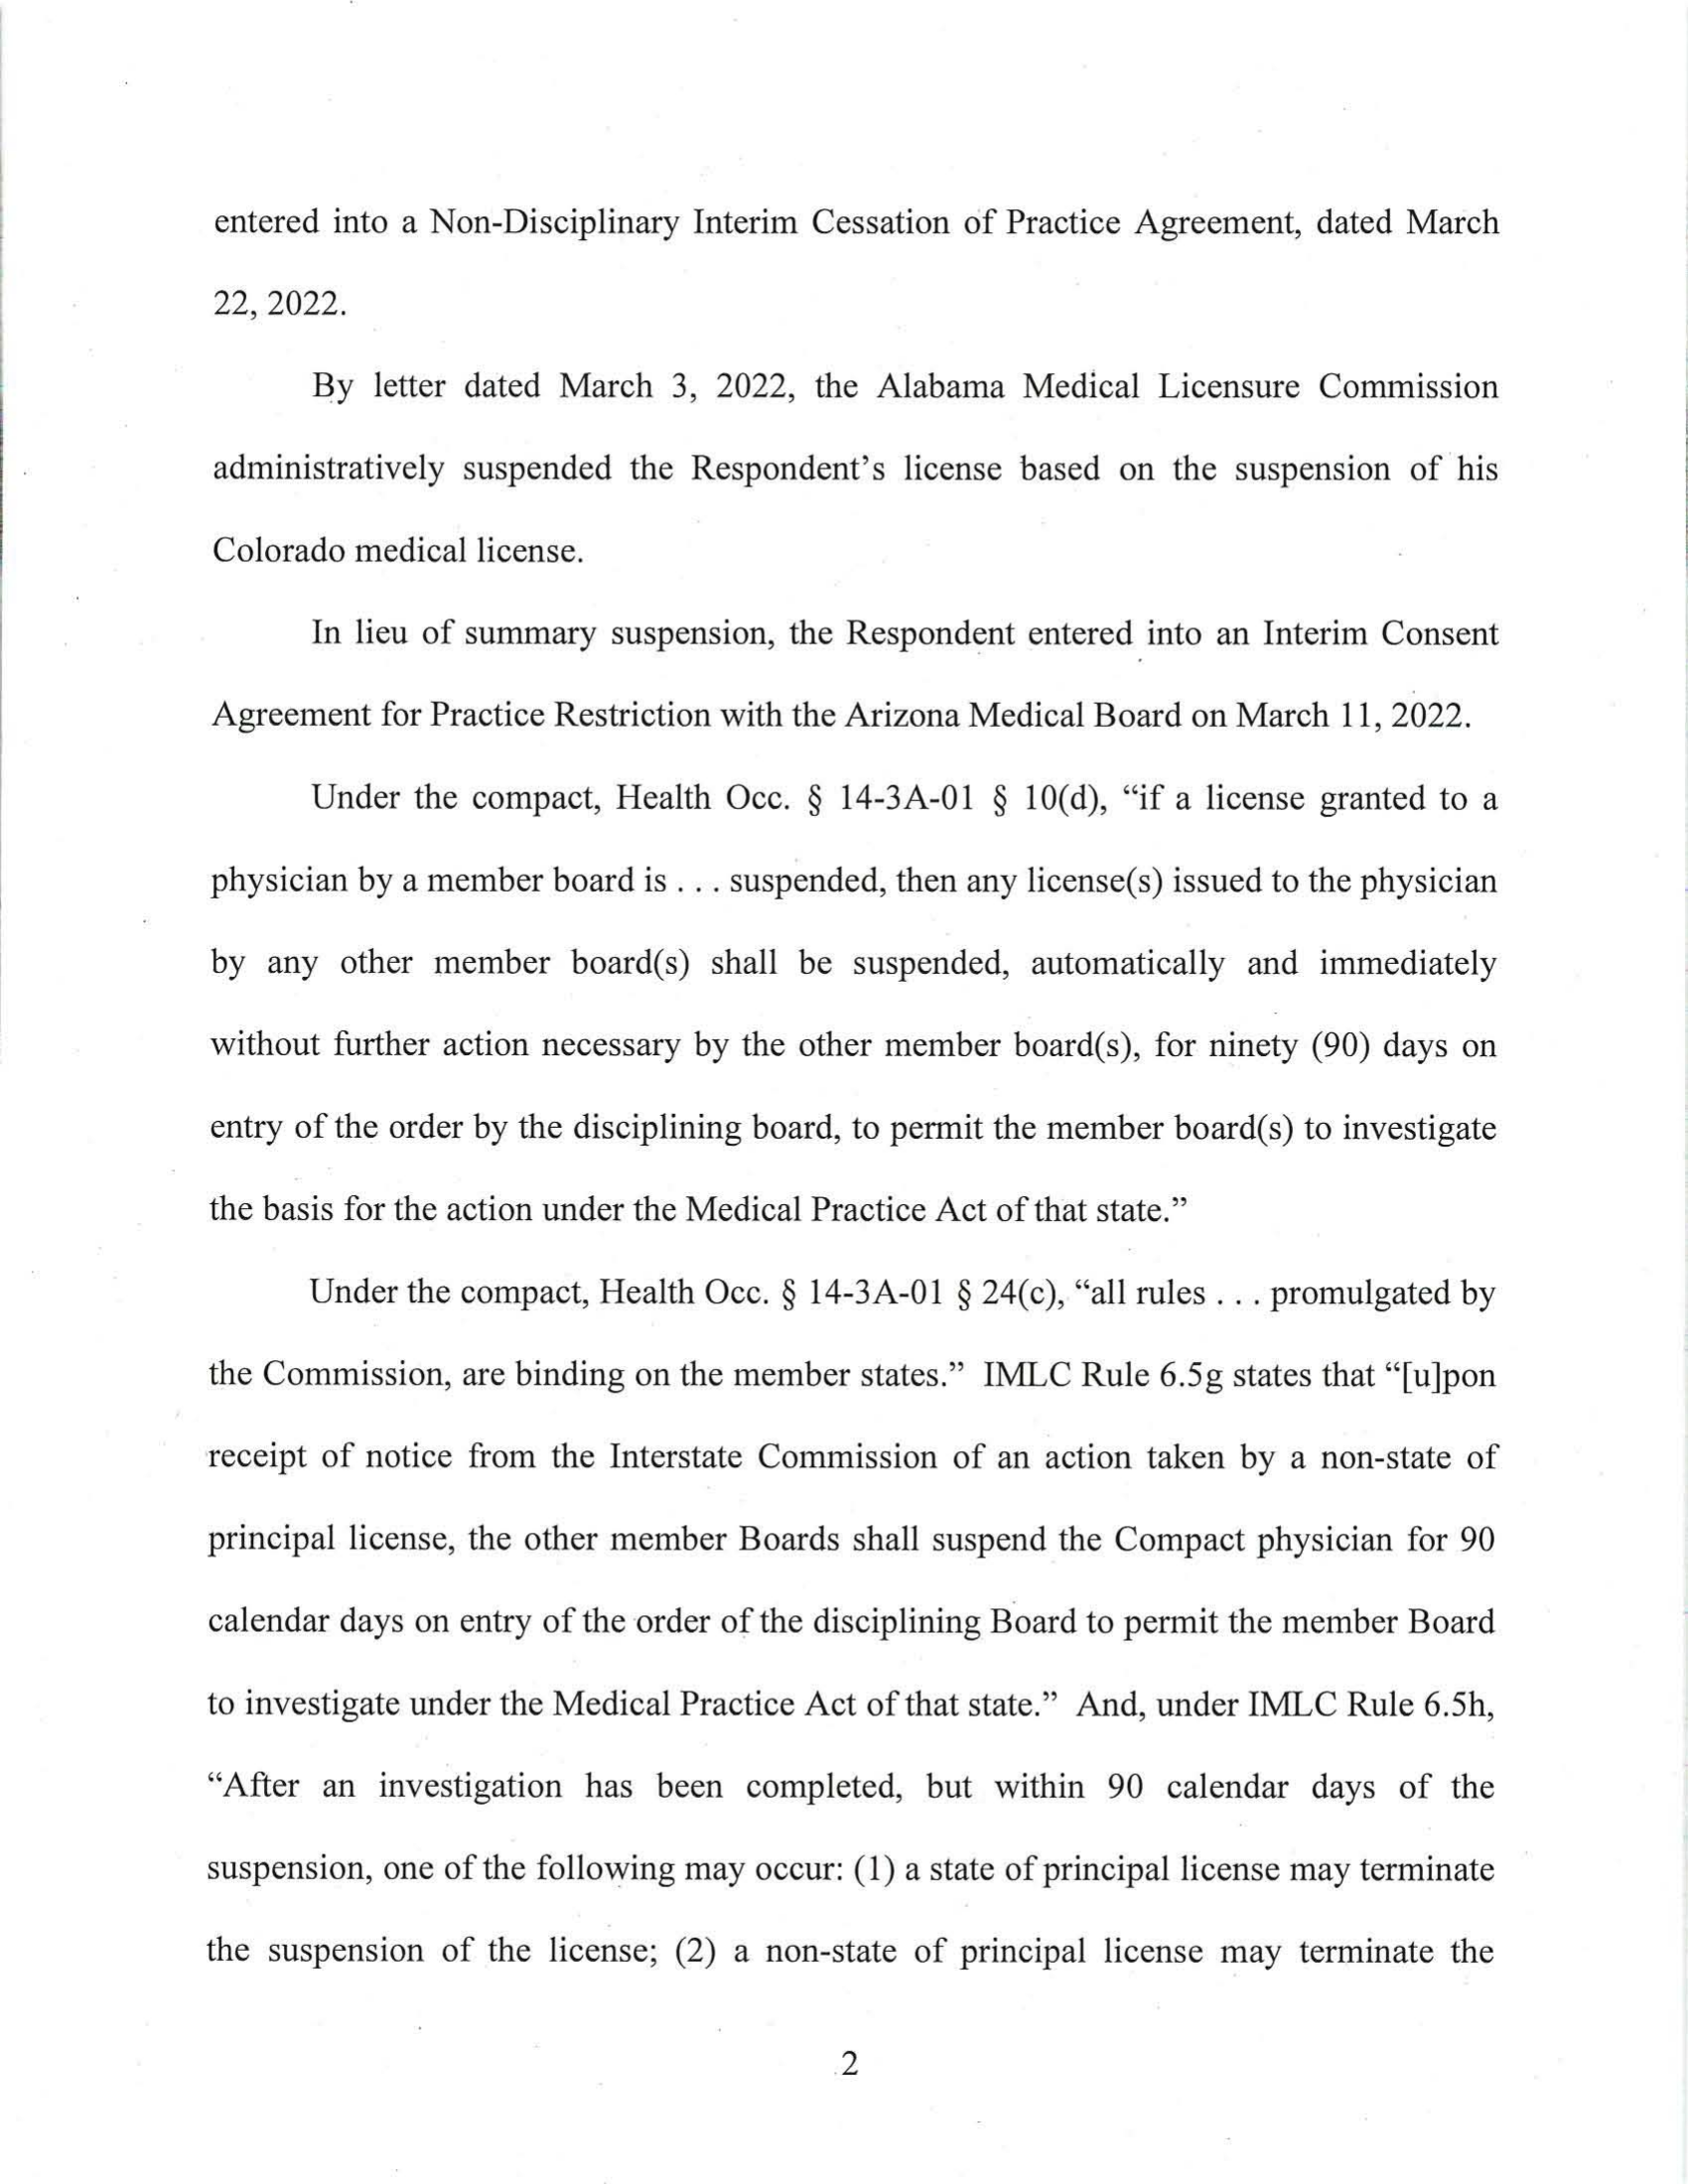 entered into a Non-Disciplinary Interim Cessation of Practice Agreement, dated March
22, 2022.
By letter dated March 3, 2022, the Alabama Medical Licensure Commission
administratively suspended the Respondent’s license based on the suspension of his
Colorado medical license.
In lieu of summary suspension, the Respondent entered into an Interim Consent
Agreement for Practice Restriction with the Arizona Medical Board on March 11, 2022.
Under the compact, Health Occ. § 14-3A-01 § 10(d), “if a license granted to a
physician by a member board is . . . suspended, then any license(s) issued to the physician
by any other member board(s) shall be suspended, automatically and immediately
without further action necessary by the other member board(s), for ninety (90) days on
entry of the order by the disciplining board, to permit the member board(s) to investigate
the basis for the action under the Medical Practice Act of that state.”
Under the compact, Health Occ. § 14-3A-01 § 24(c), “all rules . . . promulgated by
the Commission, are binding on the member states.” IMLC Rule 6.5g states that “[u]pon
receipt of notice from the Interstate Commission of an action taken by a non-state of
principal license, the other member Boards shall suspend the Compact physician for 90
calendar days on entry of the order of the disciplining Board to permit the member Board
to investigate under the Medical Practice Act of that state.” And, under IMLC Rule 6.5h,
“After an investigation has been completed, but within 90 calendar days of the
suspension, one of the following may occur: (1) a state of principal license may terminate
the suspension of the license; (2) a non-state of principal license may terminate the
2